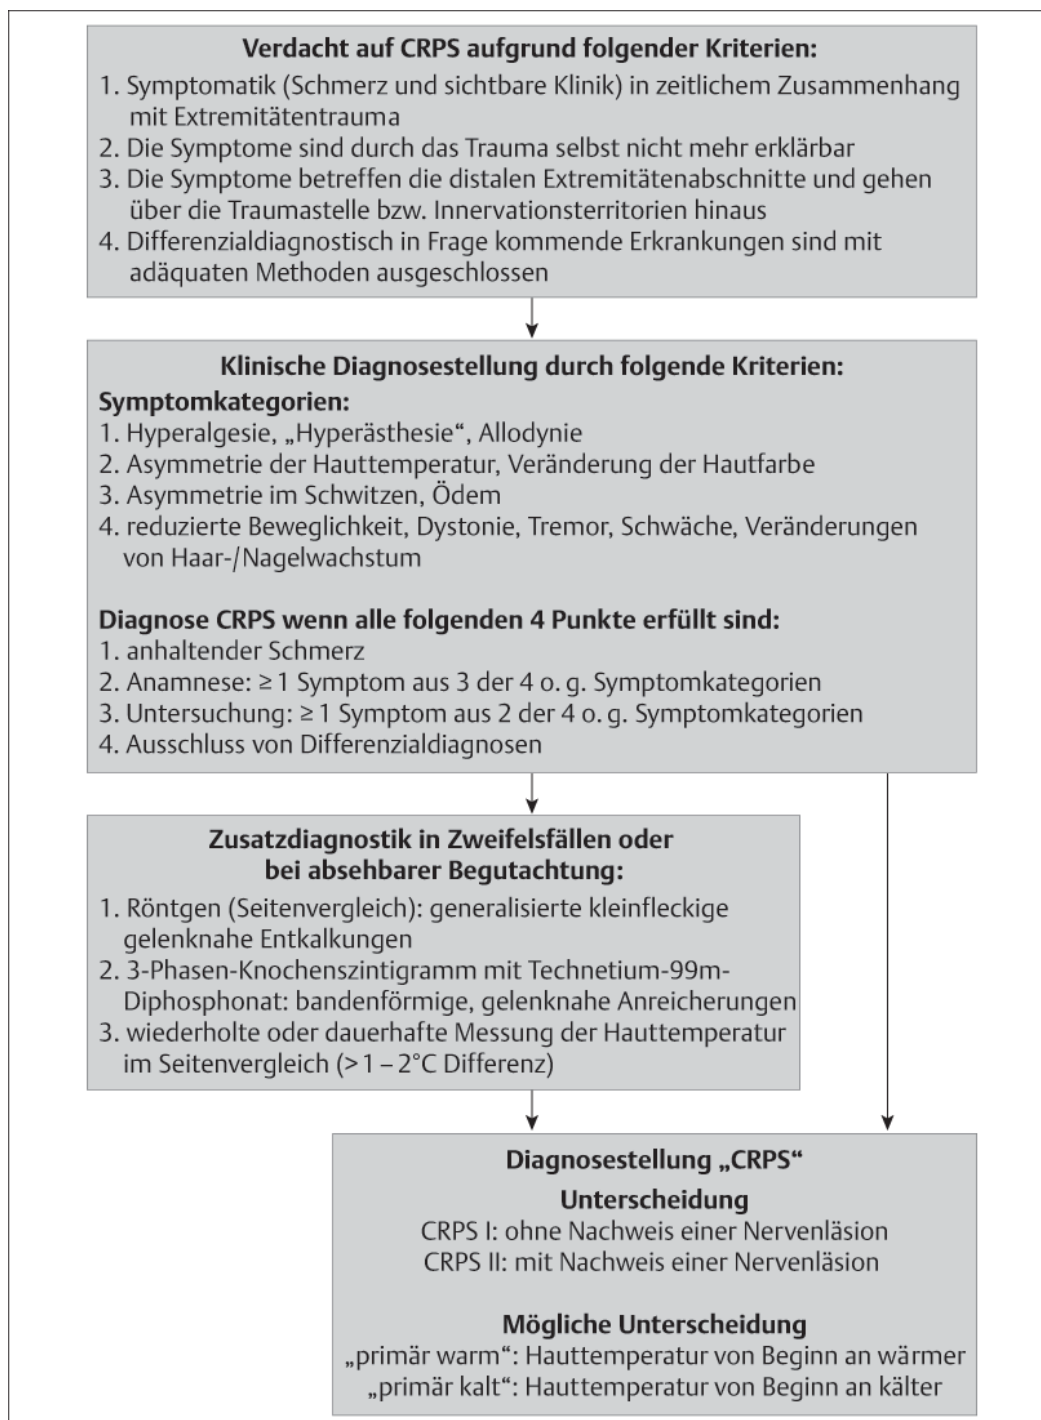 Verdacht auf CRPS aufgrund folgender Kriterien:
1. Symptomatik (Schmerz und sichtbare Klinik) in zeitlichem Zusammenhang
mit Extremitätentrauma
2. Die Symptome sind durch das Trauma selbst nicht mehr erklärbar
3. Die Symptome betreffen die distalen Extremitätenabschnitte und gehen
über die Traumastelle bzw. Innervationsterritorien hinaus
4. Differenzialdiagnostisch in Frage kommende Erkrankungen sind mit
adäquaten Methoden ausgeschlossen
Klinische Diagnosestellung durch folgende Kriterien:
Symptomkategorien:
1. Hyperalgesie, „Hyperästhesie“, Allodynie
2. Asymmetrie der Hauttemperatur, Veränderung der Hautfarbe
3. Asymmetrie im Schwitzen, Ödem
4. reduzierte Beweglichkeit, Dystonie, Tremor, Schwäche, Veränderungen
von Haar-/Nagelwachstum
Diagnose CRPS wenn alle folgenden 4 Punkte erfüllt sind:
1. anhaltender Schmerz
2. Anamnese: ≥ 1 Symptom aus 3 der 4 o. g. Symptomkategorien
3. Untersuchung: ≥ 1 Symptom aus 2 der 4 o. g. Symptomkategorien
4. Ausschluss von Differenzialdiagnosen
Zusatzdiagnostik in Zweifelsfällen oder
bei absehbarer Begutachtung:
1. Röntgen (Seitenvergleich): generalisierte kleinfleckige
gelenknahe Entkalkungen
2. 3-Phasen-Knochenszintigramm mit Technetium-99m-
Diphosphonat: bandenförmige, gelenknahe Anreicherungen
3. wiederholte oder dauerhafte Messung der Hauttemperatur
im Seitenvergleich (> 1 – 2°C Differenz)
Diagnosestellung „CRPS“
Unterscheidung
CRPS I: ohne Nachweis einer Nervenläsion
CRPS II: mit Nachweis einer Nervenläsion
Mögliche Unterscheidung
„primär warm“: Hauttemperatur von Beginn an wärmer
„primär kalt“: Hauttemperatur von Beginn an kälter